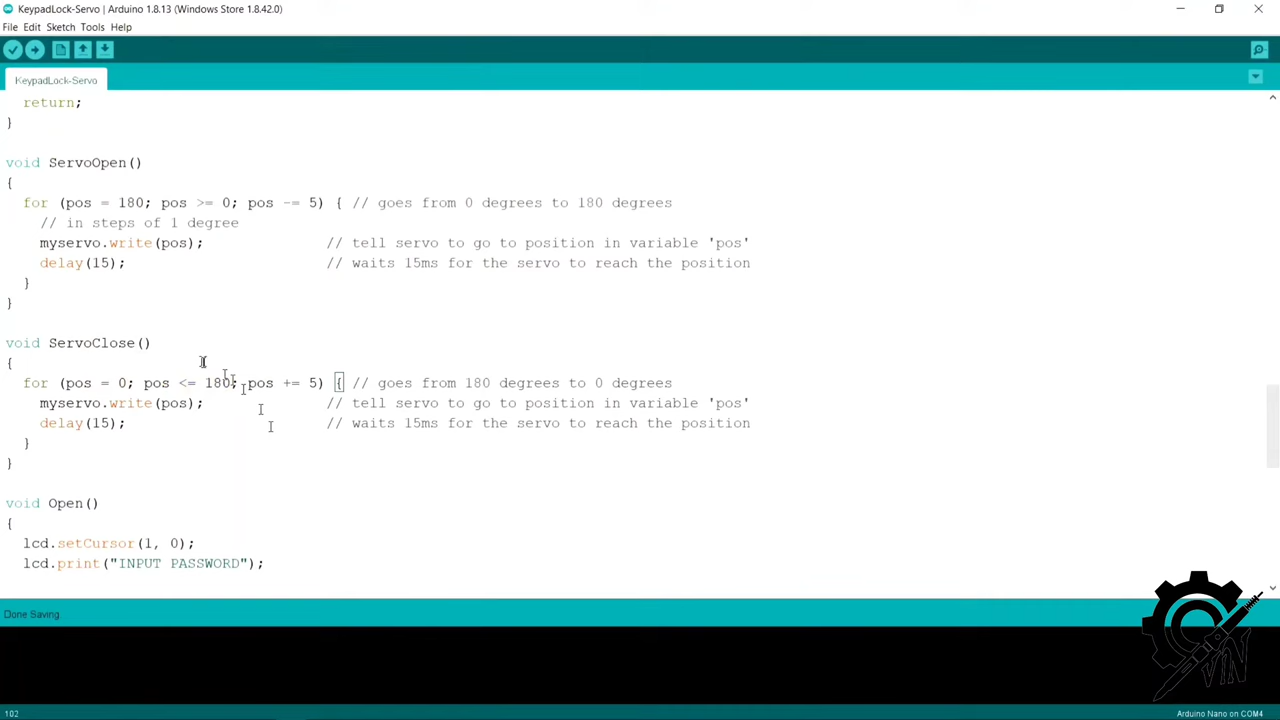 KeypadLock-Servo | Arduino 1.8.13 (Windows Store 1.8.42.0)
File Edit Sketch Tools Help
KeypadLock-Servo
return;
}
void ServoOpen()
{
for (pos = 180; pos >= 0; pos -= 5) { // goes from 0 degrees to 180 degrees
// in steps of 1 degree
myservo.write(pos); // tell servo to go to position in variable 'pos'
delay(15); // waits 15ms for the servo to reach the position
}
}
void ServoClose()
{
for (pos = 0; pos <= 180; pos += 5) { // goes from 180 degrees to 0 degrees
myservo.write(pos); // tell servo to go to position in variable 'pos'
delay(15); // waits 15ms for the servo to reach the position
}
}
void Open()
{
lcd.setCursor(1, 0);
lcd.print("INPUT PASSWORD");
Done Saving
VIN
102
Arduino Nano on COM4